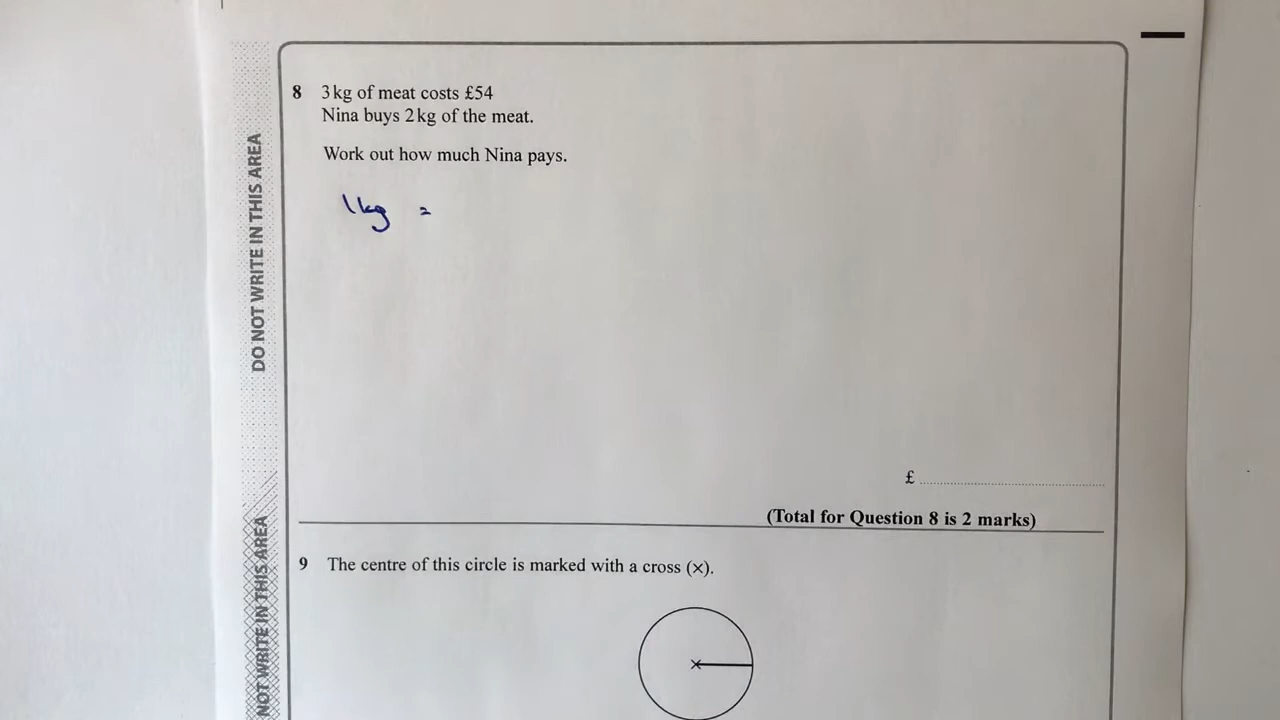 8 3 kg of meat costs £54
Nina buys 2 kg of the meat.
Work out how much Nina pays.
1kg =
£ ........................................
(Total for Question 8 is 2 marks)
9 The centre of this circle is marked with a cross (×).
×
DO NOT WRITE IN THIS AREA
NOT WRITE IN THIS AREA